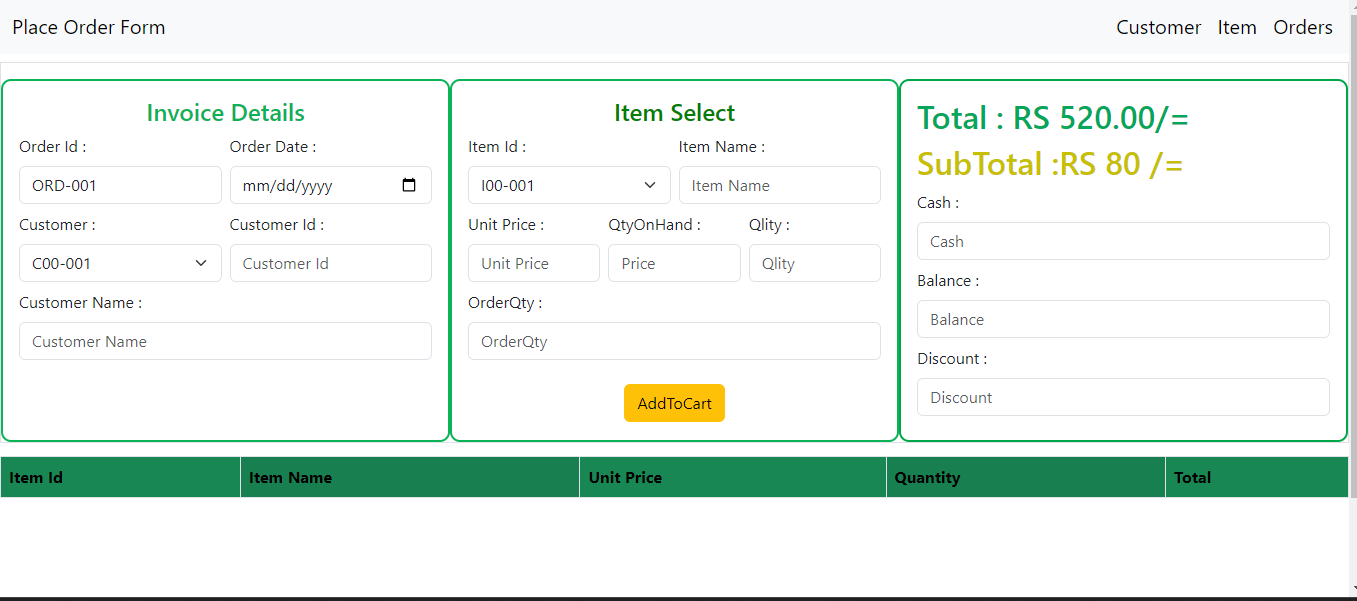 Place Order Form
Customer Item Orders
Invoice Details
Order Id : Order Date :
ORD-001 mm/dd/yyyy
Customer : Customer Id :
C00-001 Customer Id
Customer Name :
Customer Name
Item Select
Item Id : Item Name :
I00-001 Item Name
Unit Price : QtyOnHand : Qlity :
Unit Price Price Qlity
OrderQty :
OrderQty
AddToCart
Total : RS 520.00/=
SubTotal :RS 80 /=
Cash :
Cash
Balance :
Balance
Discount :
Discount
Item Id Item Name Unit Price Quantity Total